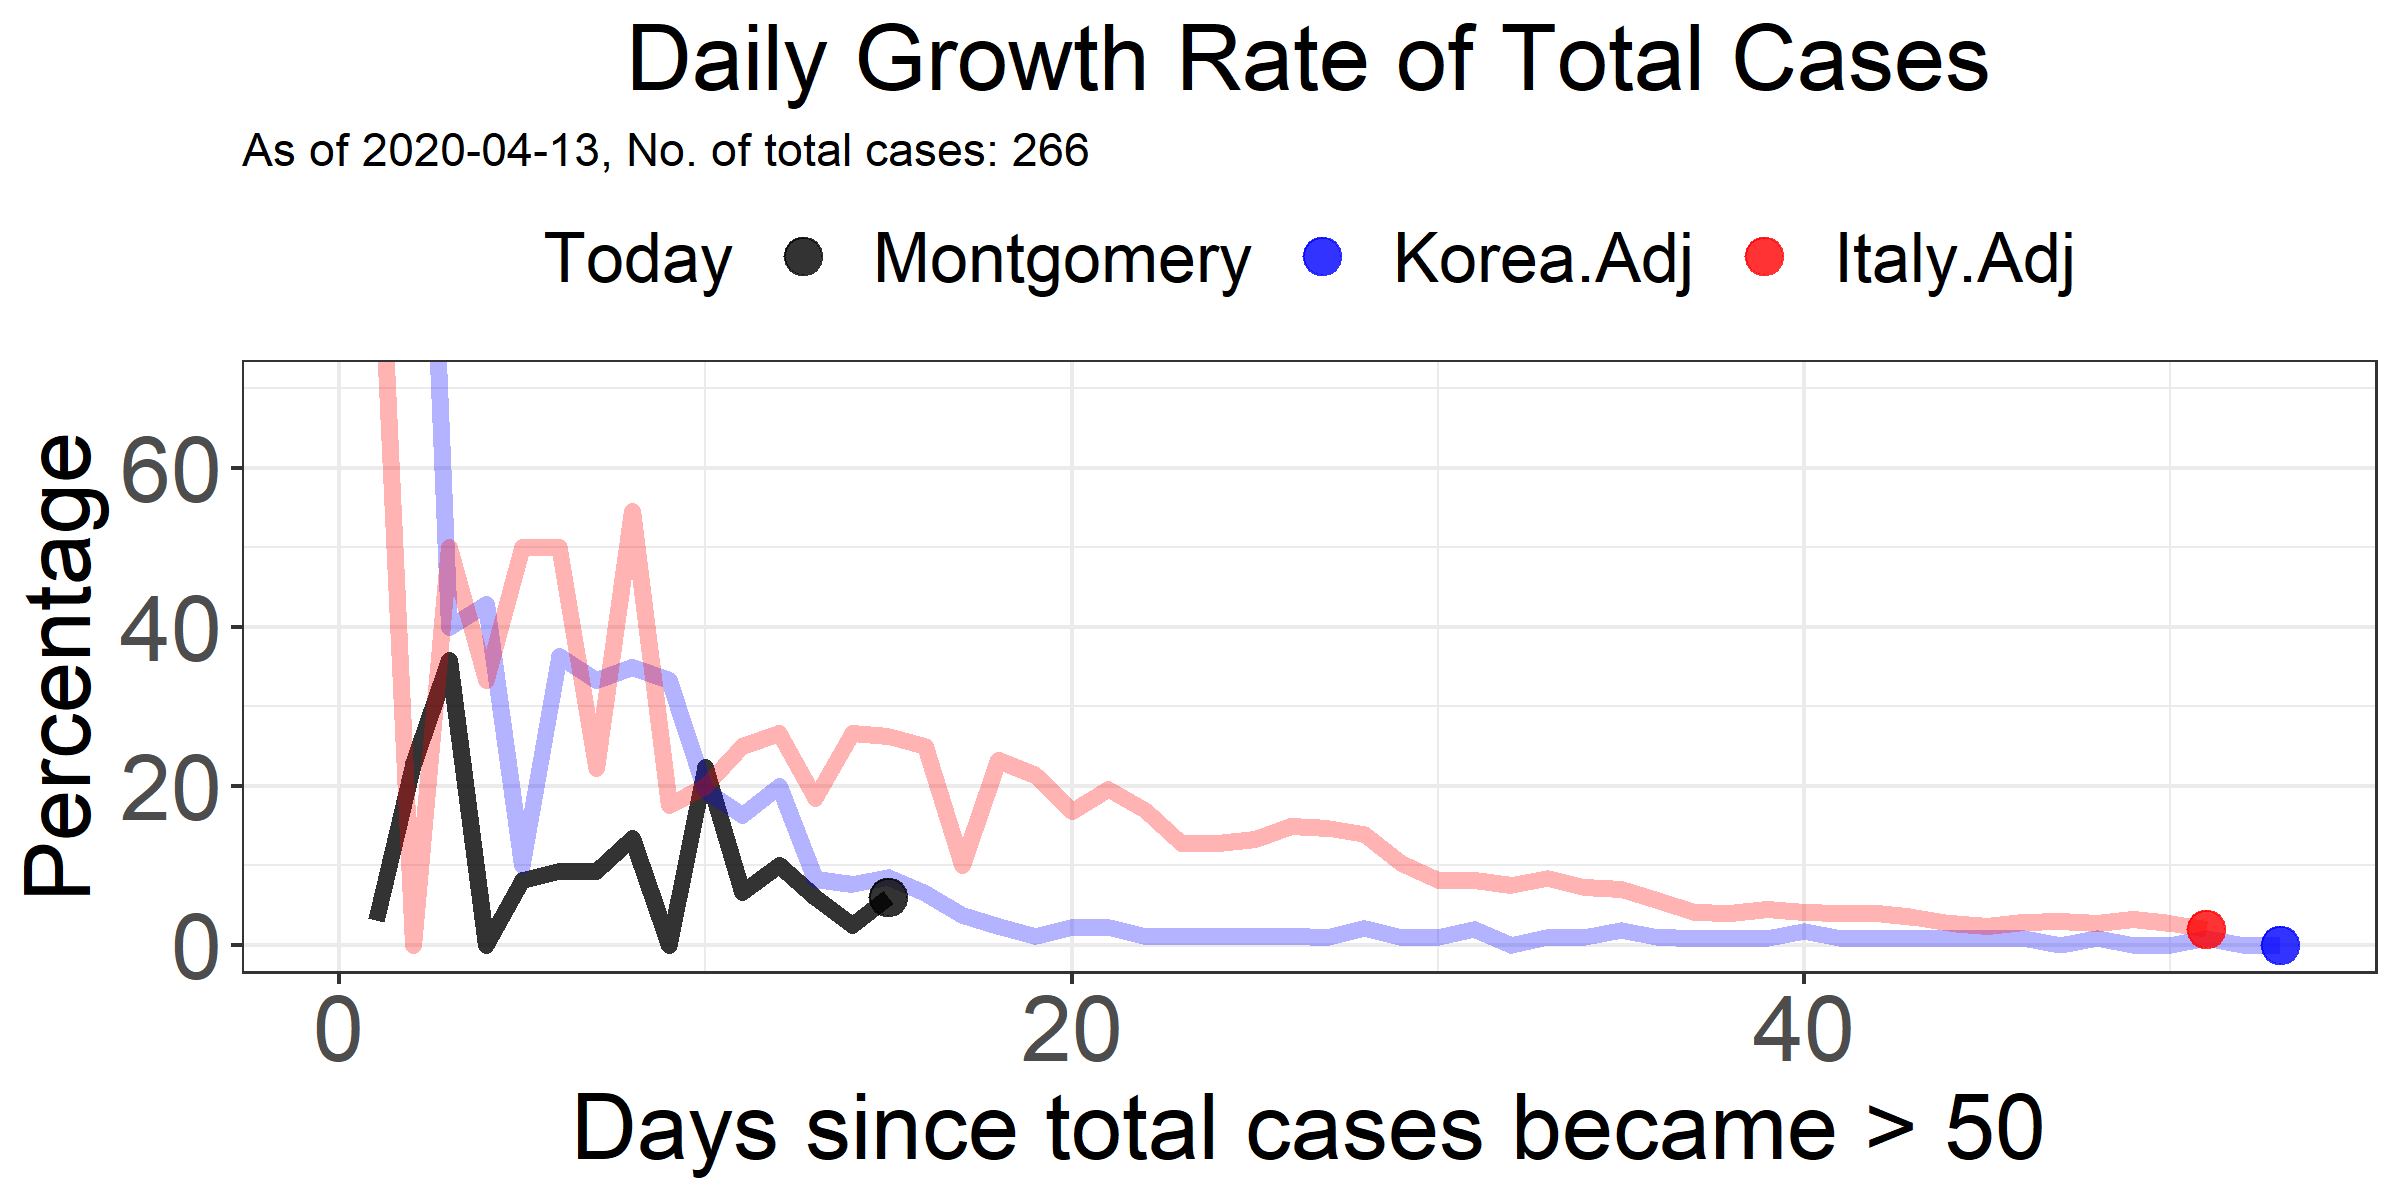 Daily Growth Rate of Total Cases
As of 2020-04-13, No. of total cases: 266
Today Montgomery Korea.Adj Italy.Adj
Percentage
60
40
20
0
0 20 40
Days since total cases became > 50